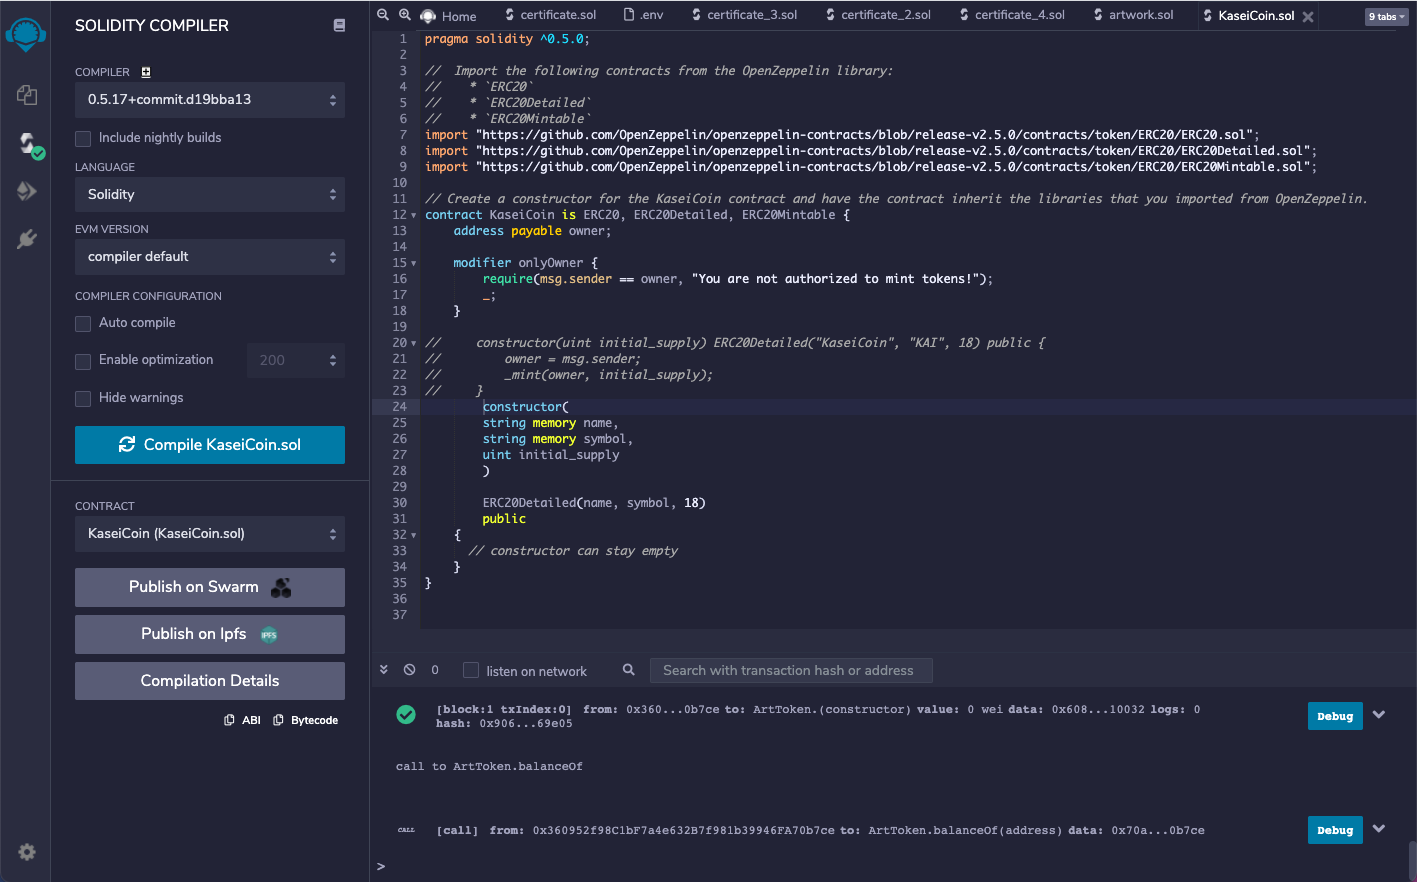 SOLIDITY COMPILER
COMPILER
0.5.17+commit.d19bba13
Include nightly builds
LANGUAGE
Solidity
EVM VERSION
compiler default
COMPILER CONFIGURATION
Auto compile
Enable optimization
200
Hide warnings
Compile KaseiCoin.sol
CONTRACT
KaseiCoin (KaseiCoin.sol)
Publish on Swarm
Publish on Ipfs
IPFS
Compilation Details
ABI Bytecode
Home certificate.sol .env certificate_3.sol certificate_2.sol certificate_4.sol artwork.sol KaseiCoin.sol 9 tabs
1 pragma solidity ^0.5.0;
2
3 //  Import the following contracts from the OpenZeppelin library:
4 //    * `ERC20`
5 //    * `ERC20Detailed`
6 //    * `ERC20Mintable`
7 import "https://github.com/OpenZeppelin/openzeppelin-contracts/blob/release-v2.5.0/contracts/token/ERC20/ERC20.sol";
8 import "https://github.com/OpenZeppelin/openzeppelin-contracts/blob/release-v2.5.0/contracts/token/ERC20/ERC20Detailed.sol";
9 import "https://github.com/OpenZeppelin/openzeppelin-contracts/blob/release-v2.5.0/contracts/token/ERC20/ERC20Mintable.sol";
10
11 // Create a constructor for the KaseiCoin contract and have the contract inherit the libraries that you imported from OpenZeppelin.
12 contract KaseiCoin is ERC20, ERC20Detailed, ERC20Mintable {
13     address payable owner;
14
15     modifier onlyOwner {
16         require(msg.sender == owner, "You are not authorized to mint tokens!");
17         _;
18     }
19
20 //     constructor(uint initial_supply) ERC20Detailed("KaseiCoin", "KAI", 18) public {
21 //         owner = msg.sender;
22 //         _mint(owner, initial_supply);
23 //     }
24         constructor(
25         string memory name,
26         string memory symbol,
27         uint initial_supply
28         )
29
30         ERC20Detailed(name, symbol, 18)
31         public
32     {
33       // constructor can stay empty
34     }
35 }
36
37
0 listen on network Search with transaction hash or address
[block:1 txIndex:0] from: 0x360...0b7ce to: ArtToken.(constructor) value: 0 wei data: 0x608...10032 logs: 0
hash: 0x906...69e05
Debug
call to ArtToken.balanceOf
CALL [call] from: 0x360952f98C1bF7a4e632B7f981b39946FA70b7ce to: ArtToken.balanceOf(address) data: 0x70a...0b7ce
Debug
>